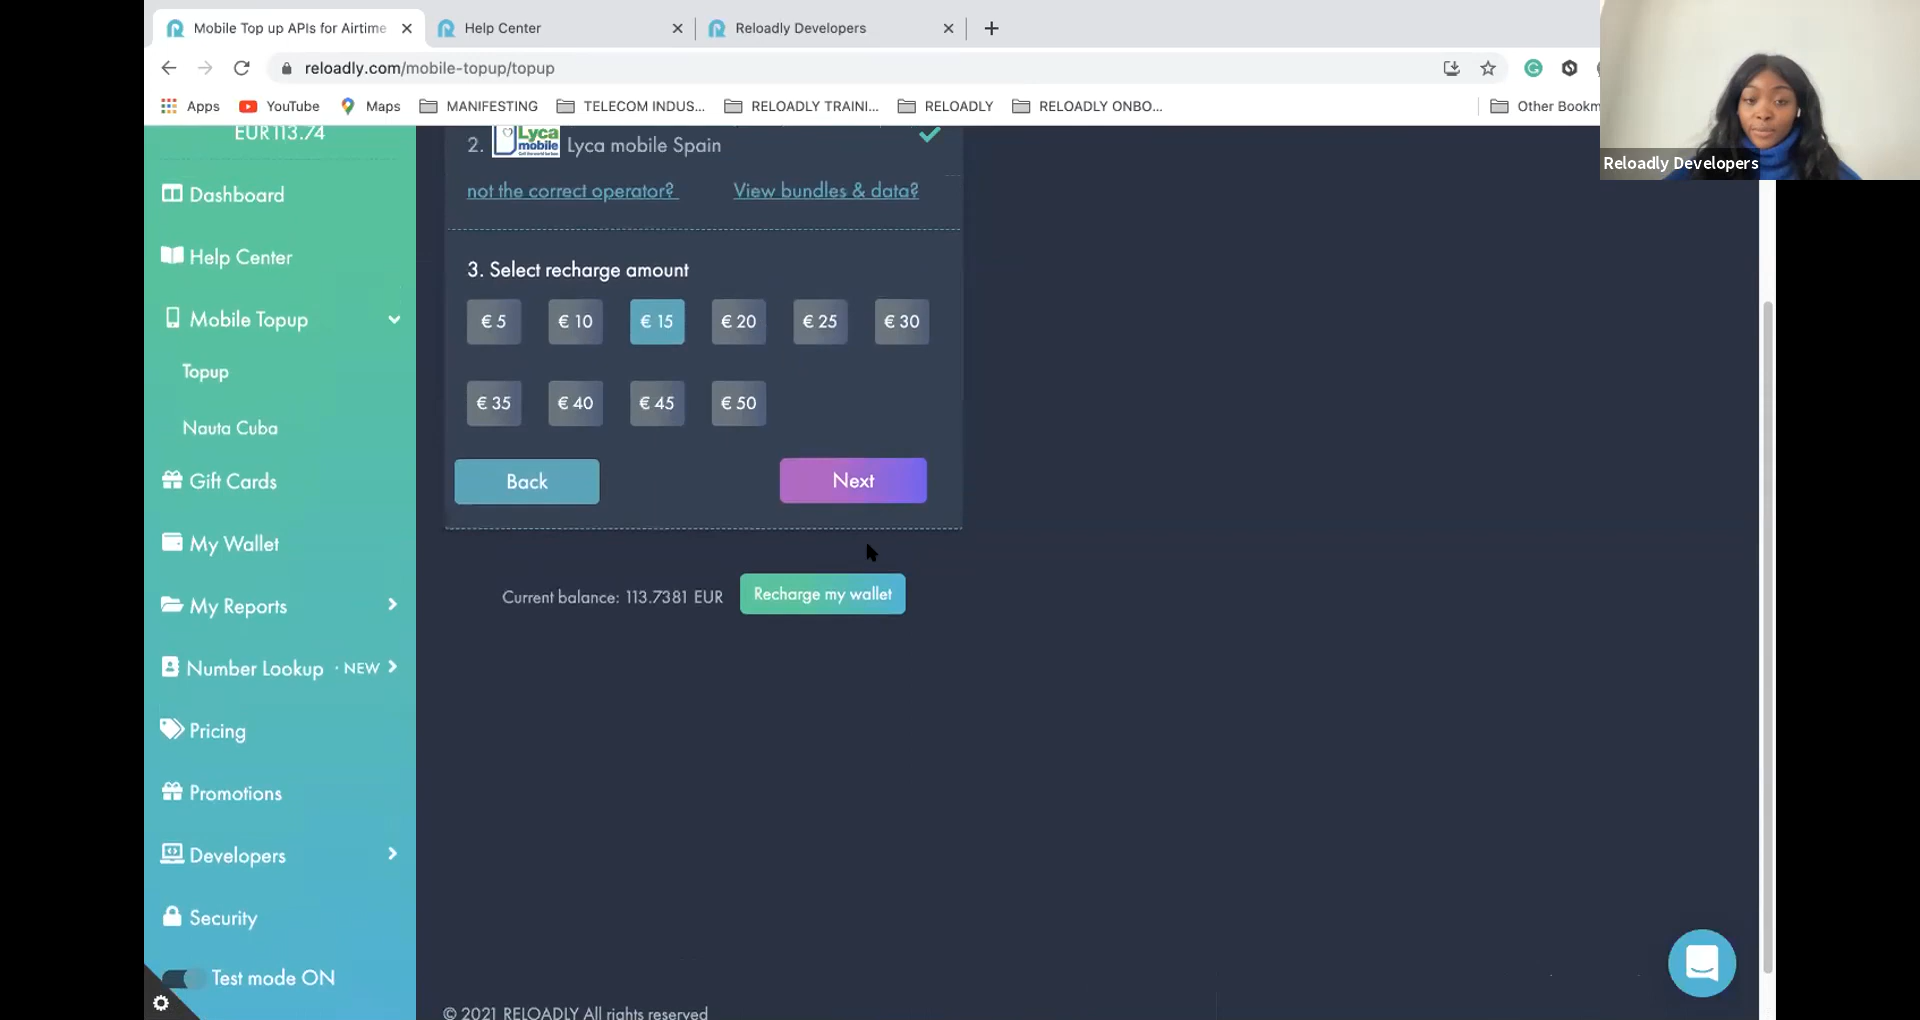 Mobile Top up APIs for Airtime
Help Center
Reloadly Developers
reloadly.com/mobile-topup/topup
Apps
YouTube
Maps
MANIFESTING
TELECOM INDUS...
RELOADLY TRAINI...
RELOADLY
RELOADLY ONBO...
Other Bookm
Reloadly Developers
EUR113.74
Dashboard
Help Center
Mobile Topup
Topup
Nauta Cuba
Gift Cards
My Wallet
My Reports
Number Lookup · NEW
Pricing
Promotions
Developers
Security
Test mode ON
2. Lyca mobile Lyca mobile Spain
not the correct operator?
View bundles & data?
3. Select recharge amount
€ 5 € 10 € 15 € 20 € 25 € 30
€ 35 € 40 € 45 € 50
Back
Next
Current balance: 113.7381 EUR
Recharge my wallet
© 2021 RELOADLY All rights reserved